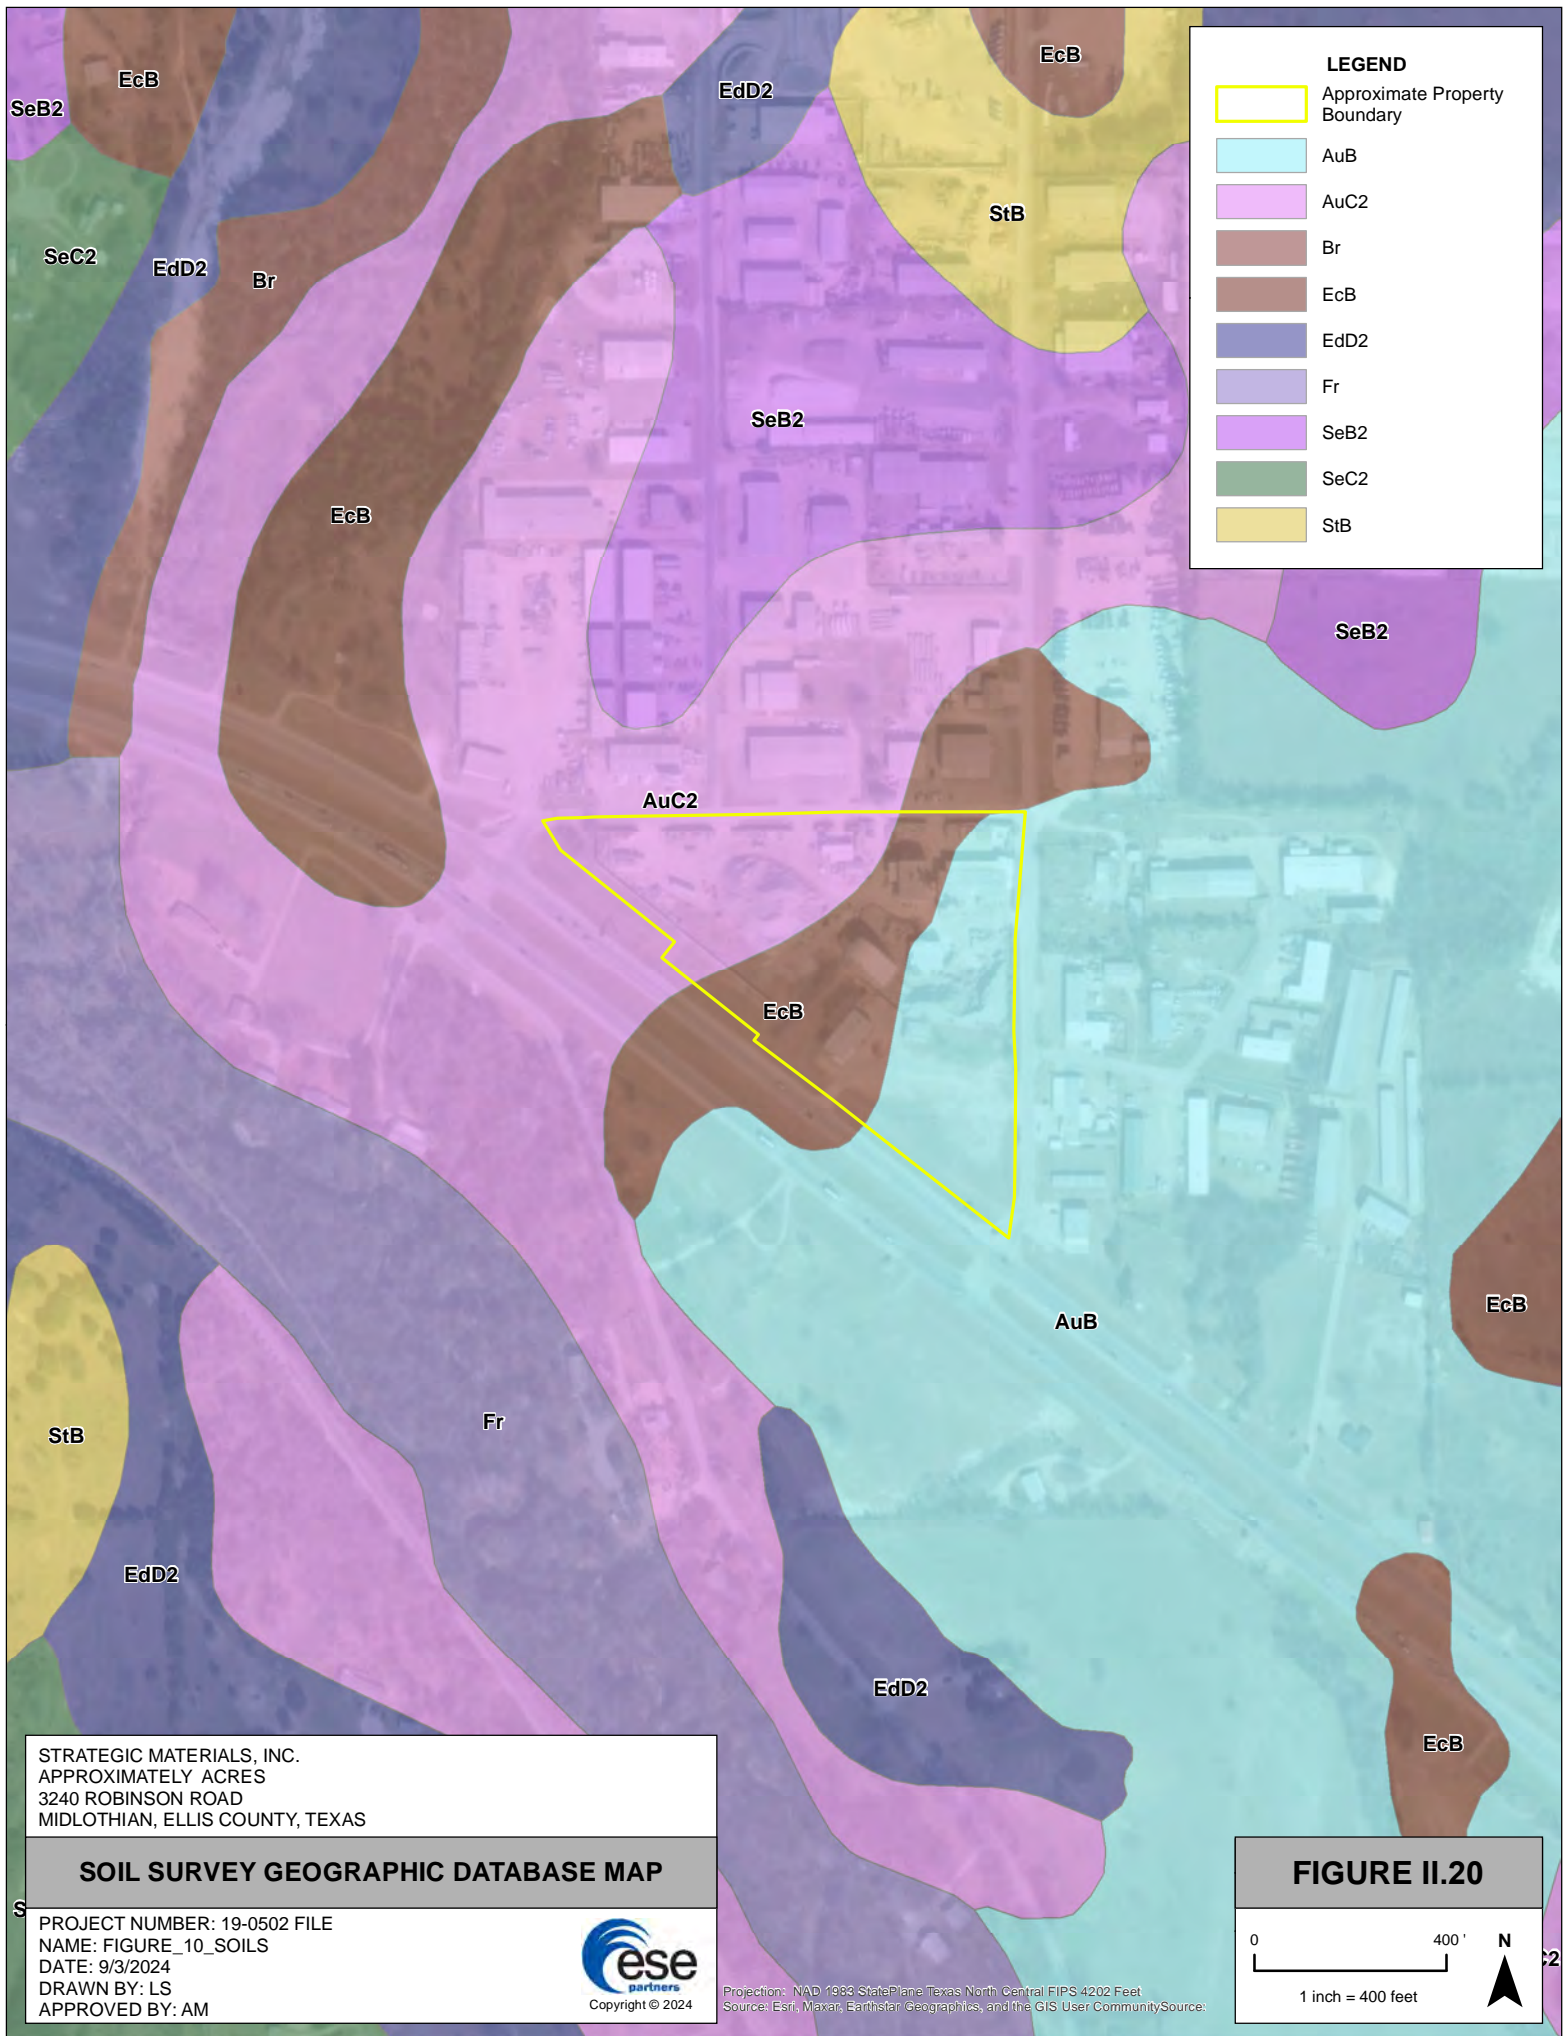 EcB
EcB
EdD2
SeB2
StB
SeC2
EdD2
Br
SeB2
EcB
SeB2
AuC2
EcB
EcB
AuB
Fr
StB
EdD2
EdD2
EcB
S
C2
LEGEND
Approximate Property
Boundary
AuB
AuC2
Br
EcB
EdD2
Fr
SeB2
SeC2
StB
STRATEGIC MATERIALS, INC.
APPROXIMATELY ACRES
3240 ROBINSON ROAD
MIDLOTHIAN, ELLIS COUNTY, TEXAS
SOIL SURVEY GEOGRAPHIC DATABASE MAP
PROJECT NUMBER: 19-0502 FILE
NAME: FIGURE_10_SOILS
DATE: 9/3/2024
DRAWN BY: LS
APPROVED BY: AM
ese
partners
Copyright © 2024
Projection: NAD 1983 StatePlane Texas North Central FIPS 4202 Feet
Source: Esri, Maxar, Earthstar Geographics, and the GIS User CommunitySource:
FIGURE II.20
0 400 ' N
1 inch = 400 feet